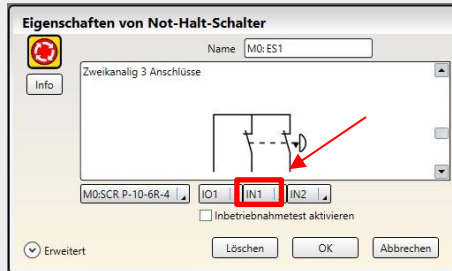 Eigenschaften von Not-Halt-Schalter
Name M0:ES1
Info
Zweikanalig 3 Anschlüsse
M0:SCR P-10-6R-4 IO1 IN1 IN2
Inbetriebnahmetest aktivieren
Erweitert Löschen OK Abbrechen